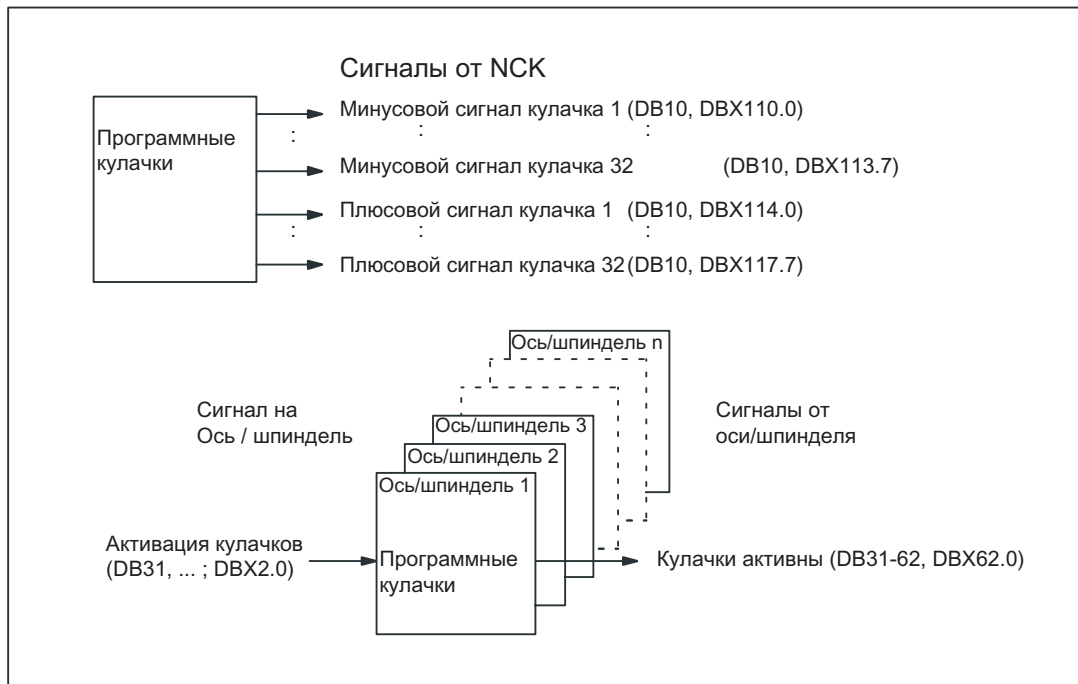 Сигналы от NCK
Программные
кулачки
Минусовой сигнал кулачка 1 (DB10, DBX110.0)
: : :
Минусовой сигнал кулачка 32 (DB10, DBX113.7)
Плюсовой сигнал кулачка 1 (DB10, DBX114.0)
: : :
Плюсовой сигнал кулачка 32 (DB10, DBX117.7)
Ось/шпиндель n
Сигнал на
Ось / шпиндель
Ось/шпиндель 3
Ось/шпиндель 2
Ось/шпиндель 1
Сигналы от
оси/шпинделя
Активация кулачков
(DB31, ... ; DBX2.0)
Программные
кулачки
Кулачки активны (DB31-62, DBX62.0)